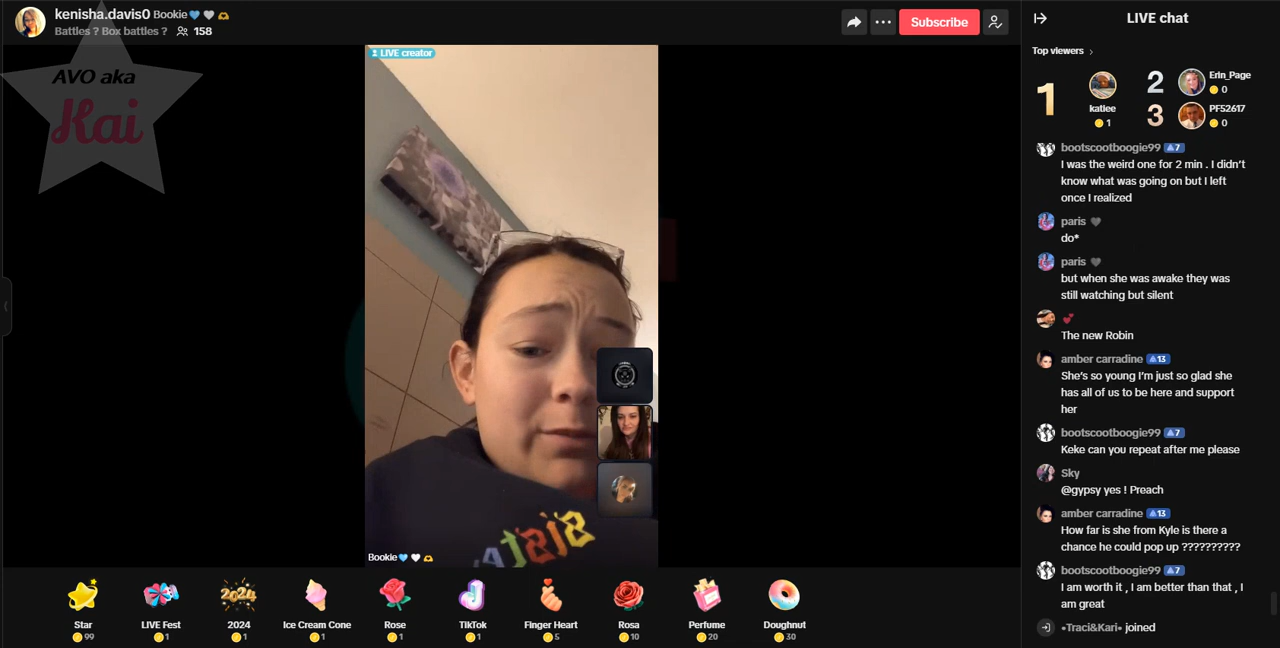 kenisha.davis0 Bookie💙🤍🫶
Battles ? Box battles ? 158
Subscribe
LIVE chat
AVO aka
Kai
LIVE creator
Top viewers
1
katiee
1
2
Erin_Page
0
3
PF52617
0
bootscootboogie99 7
I was the weird one for 2 min . I didn't
know what was going on but I left
once I realized
paris 🖤
do*
paris 🖤
but when she was awake they was
still watching but silent
💕
The new Robin
amber carradine 13
She's so young I'm just so glad she
has all of us to be here and support
her
bootscootboogie99 7
Keke can you repeat after me please
Sky
@gypsy yes ! Preach
amber carradine 13
How far is she from Kyle is there a
chance he could pop up ??????????
bootscootboogie99 7
I am worth it , I am better than that , I
am great
•Traci&Kari• joined
Bookie💙🤍🫶
2024
Star
99
LIVE Fest
1
2024
1
Ice Cream Cone
1
Rose
1
TikTok
1
Finger Heart
5
Rosa
10
Perfume
20
Doughnut
30